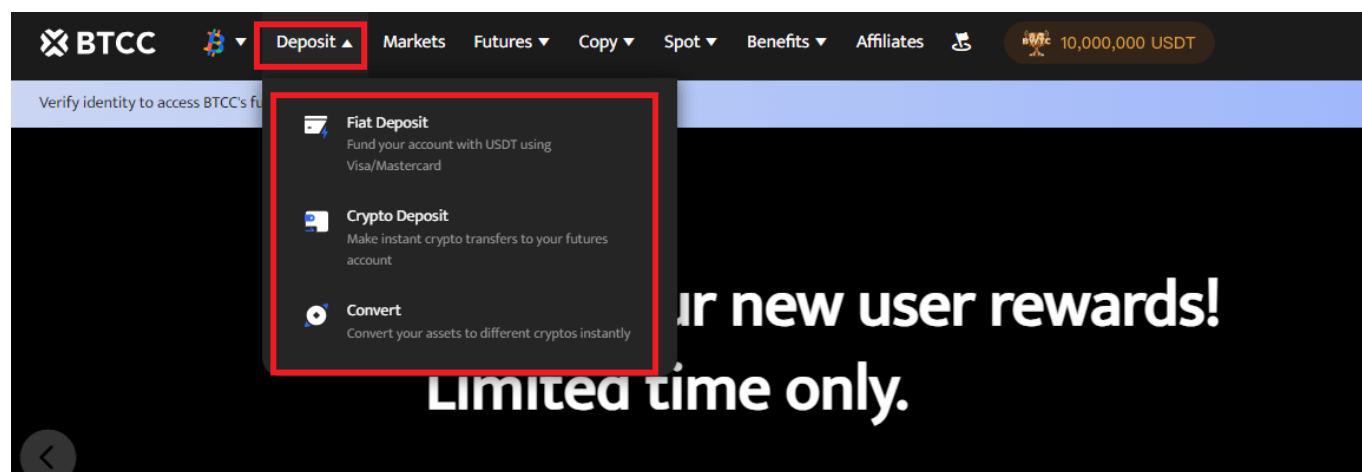 BTCC
Deposit
Markets
Futures
Copy
Spot
Benefits
Affiliates
10,000,000 USDT
Verify identity to access BTCC's
Fiat Deposit
Fund your account with USDT using
Visa/Mastercard
Crypto Deposit
Make instant crypto transfers to your futures
account
Convert
Convert your assets to different cryptos instantly
new user rewards!
Limited time only.